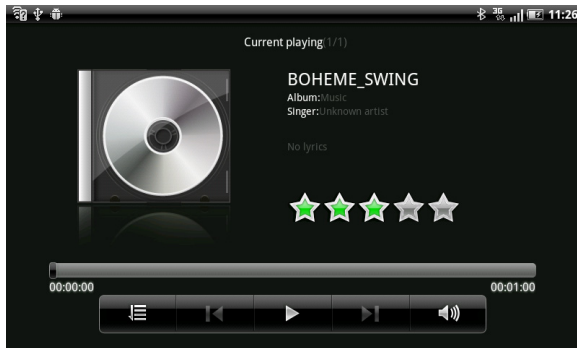 3G 11:26
Current playing(1/1)
BOHEME_SWING
Album:Music
Singer:Unknown artist
No lyrics
00:00:00 00:01:00